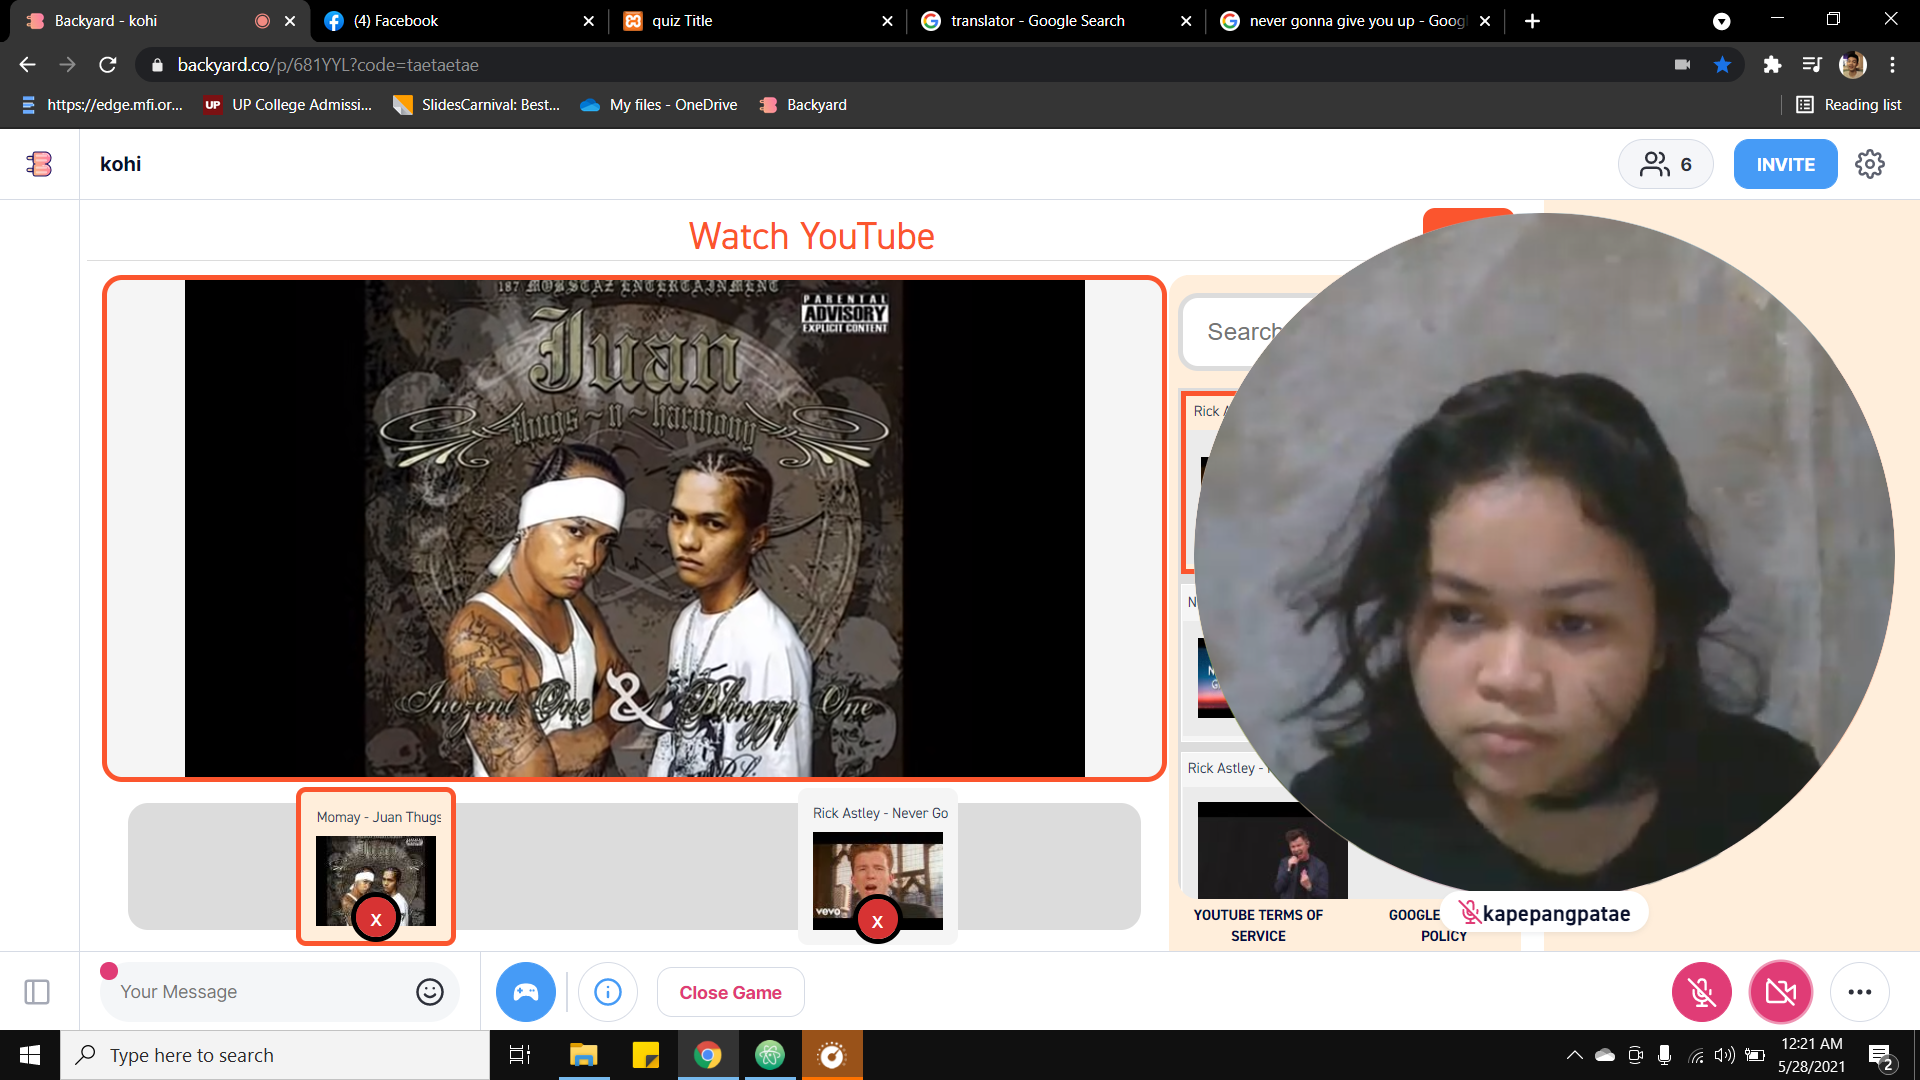 Backyard - kohi
(4) Facebook
quiz Title
translator - Google Search
never gonna give you up - Goog
backyard.co/p/681YYL?code=taetaetae
https://edge.mfi.or...
UP
UP College Admissi...
SlidesCarnival: Best...
My files - OneDrive
Backyard
Reading list
kohi
6
INVITE
Watch YouTube
187 MOBSTAZ ENTERTAINMENT
PARENTAL
ADVISORY
EXPLICIT CONTENT
Juan
thugs ~ n ~ harmony
Inozent One & Blingzy One
Search
Rick A
N
Rick Astley -
Momay - Juan Thugs
X
Rick Astley - Never Go
vevo
X
YOUTUBE TERMS OF
SERVICE
GOOGLE
POLICY
kapepangpatae
Your Message
Close Game
Type here to search
12:21 AM
5/28/2021
2